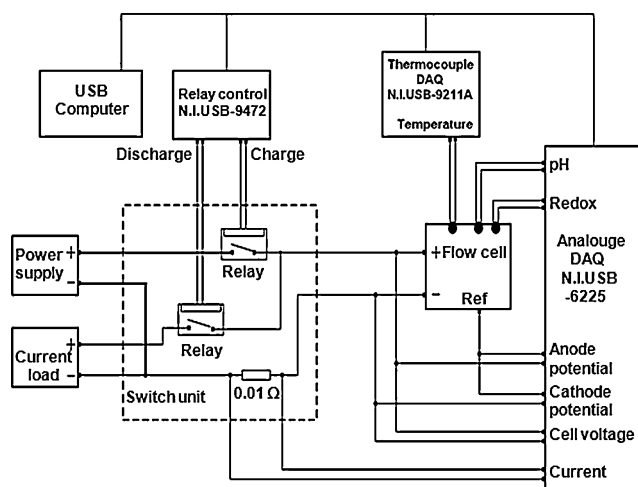 USB
Computer
Relay control
N.I.USB-9472
Thermocouple
DAQ
N.I.USB-9211A
Temperature
Discharge
Charge
pH
Redox
Analouge
DAQ
N.I.USB
-6225
Power
supply
+
-
Relay
+
-
Flow cell
Ref
Relay
Current
load
+
-
Switch unit
0.01 Ω
Anode
potential
Cathode
potential
Cell voltage
Current